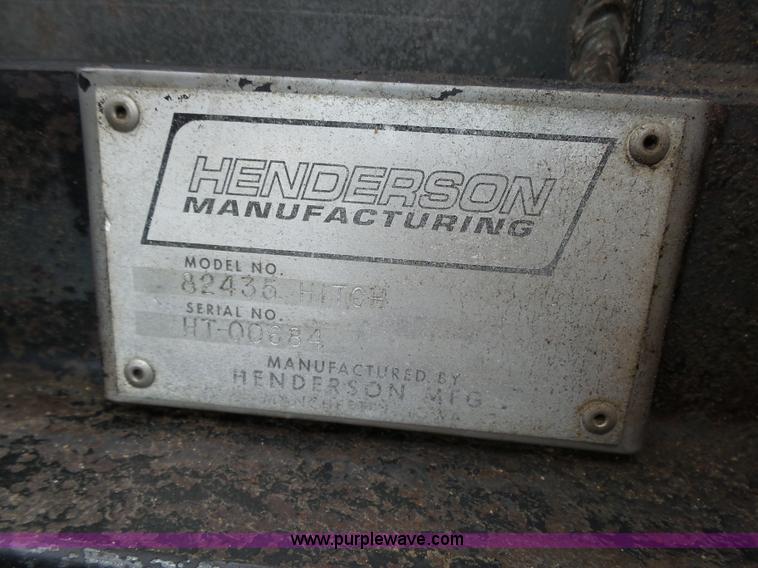 HENDERSON
MANUFACTURING
MODEL NO.
82435 HITCH
SERIAL NO.
HT-00684
MANUFACTURED BY
HENDERSON MFG.
www.purplewave.com